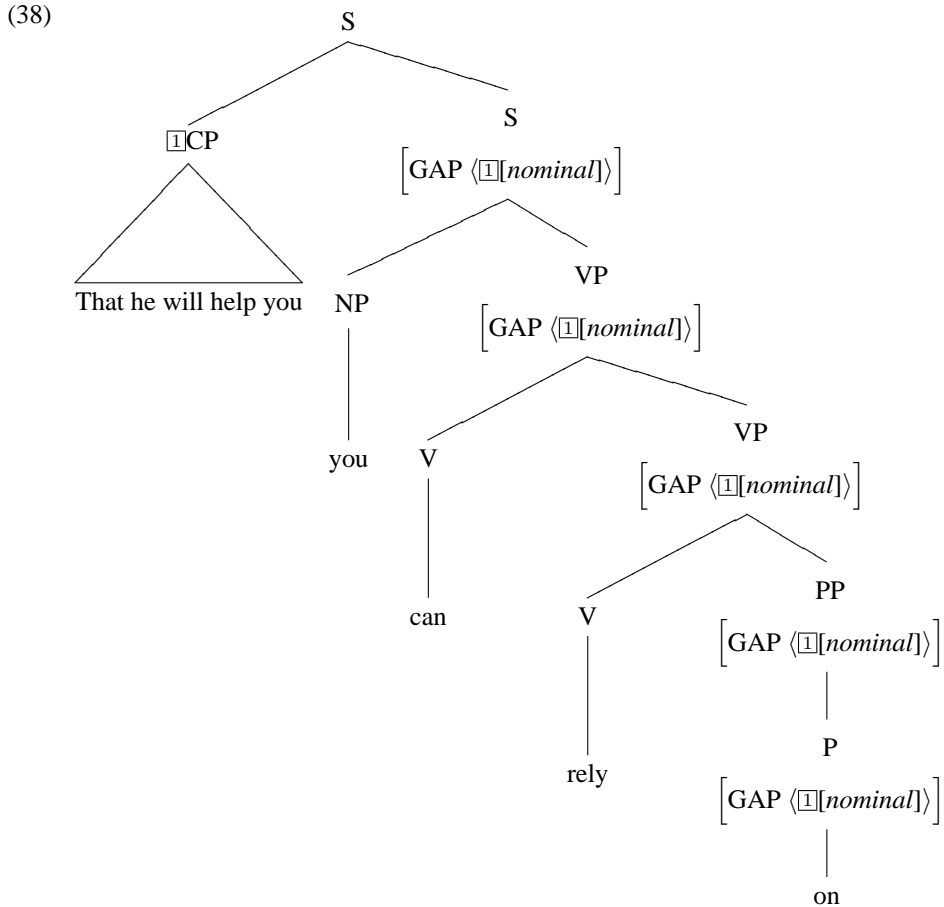 (38)
S
1CP
S
[GAP ⟨1[nominal]⟩]
That he will help you
NP
VP
[GAP ⟨1[nominal]⟩]
you
V
VP
[GAP ⟨1[nominal]⟩]
can
V
PP
[GAP ⟨1[nominal]⟩]
rely
P
[GAP ⟨1[nominal]⟩]
on